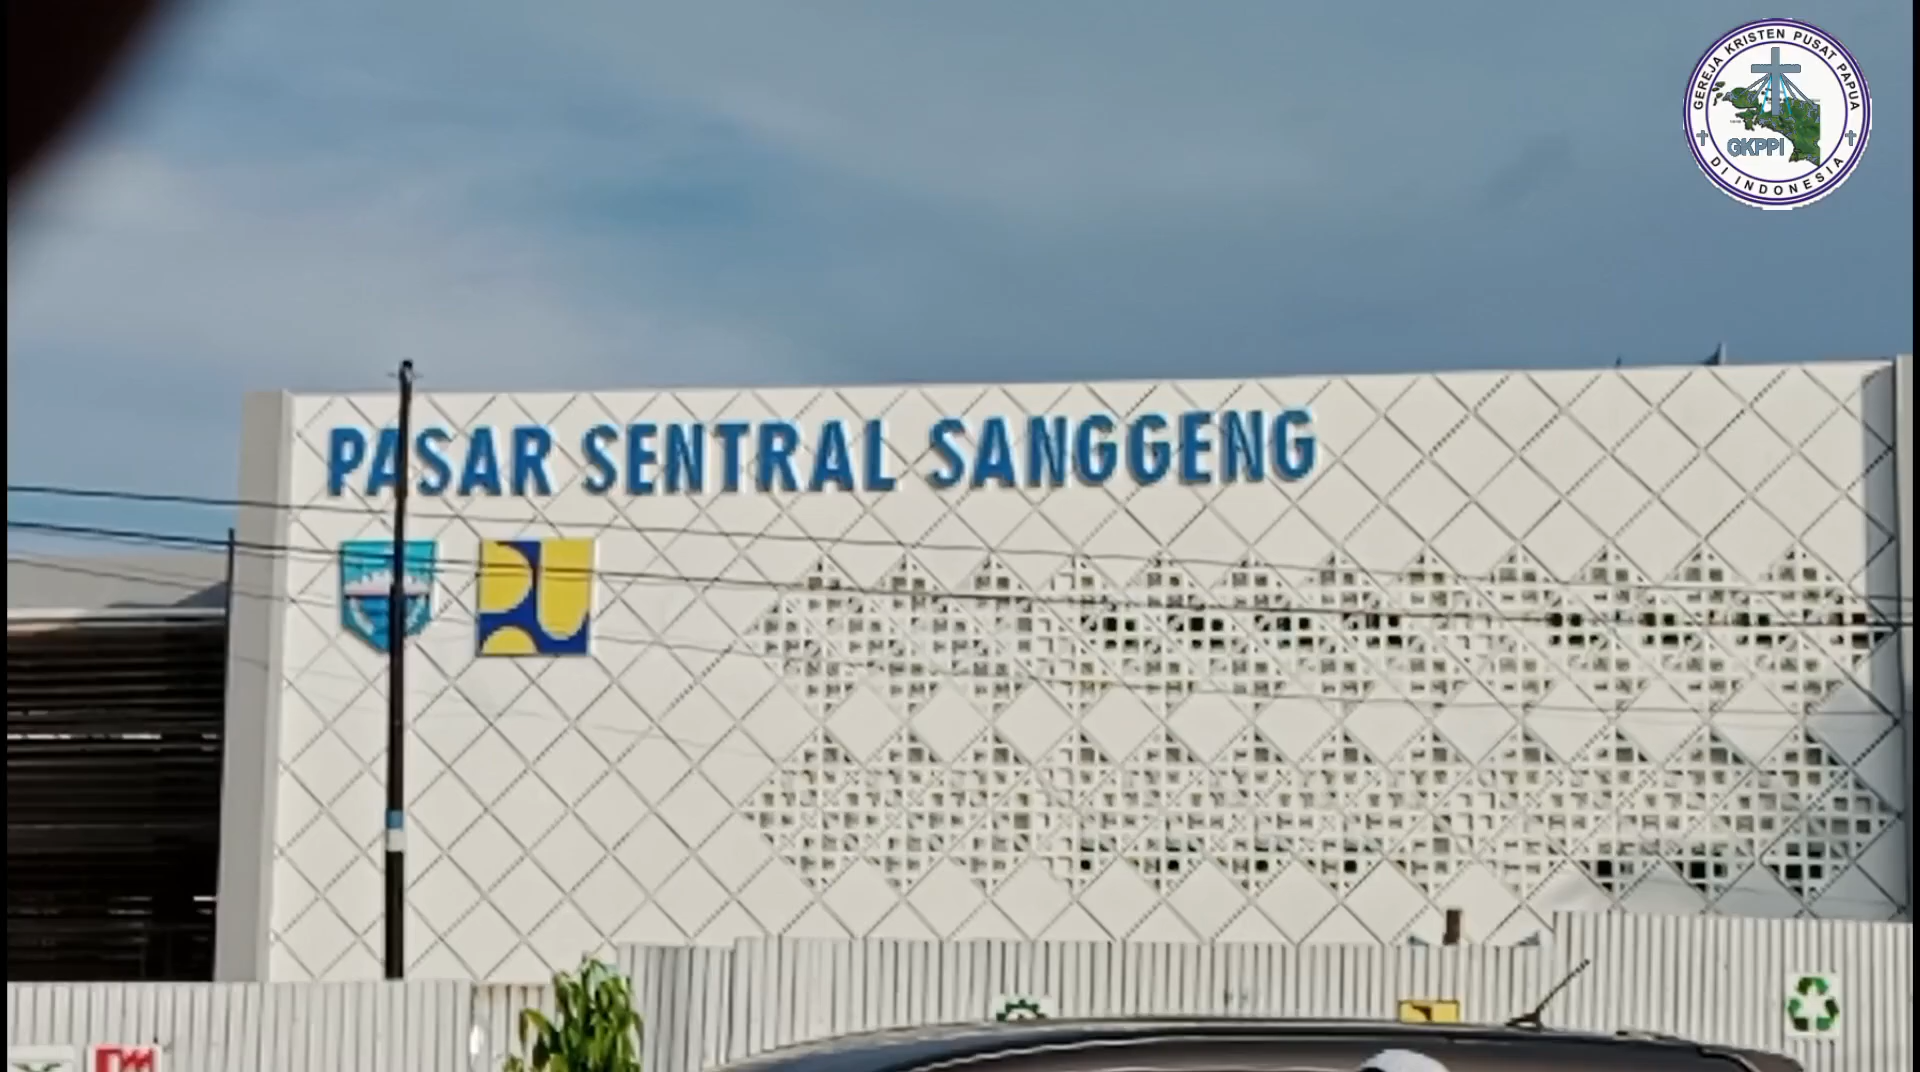 GEREJA KRISTEN PUSAT PAPUA
GKPPI
DI INDONESIA
PASAR SENTRAL SANGGENG